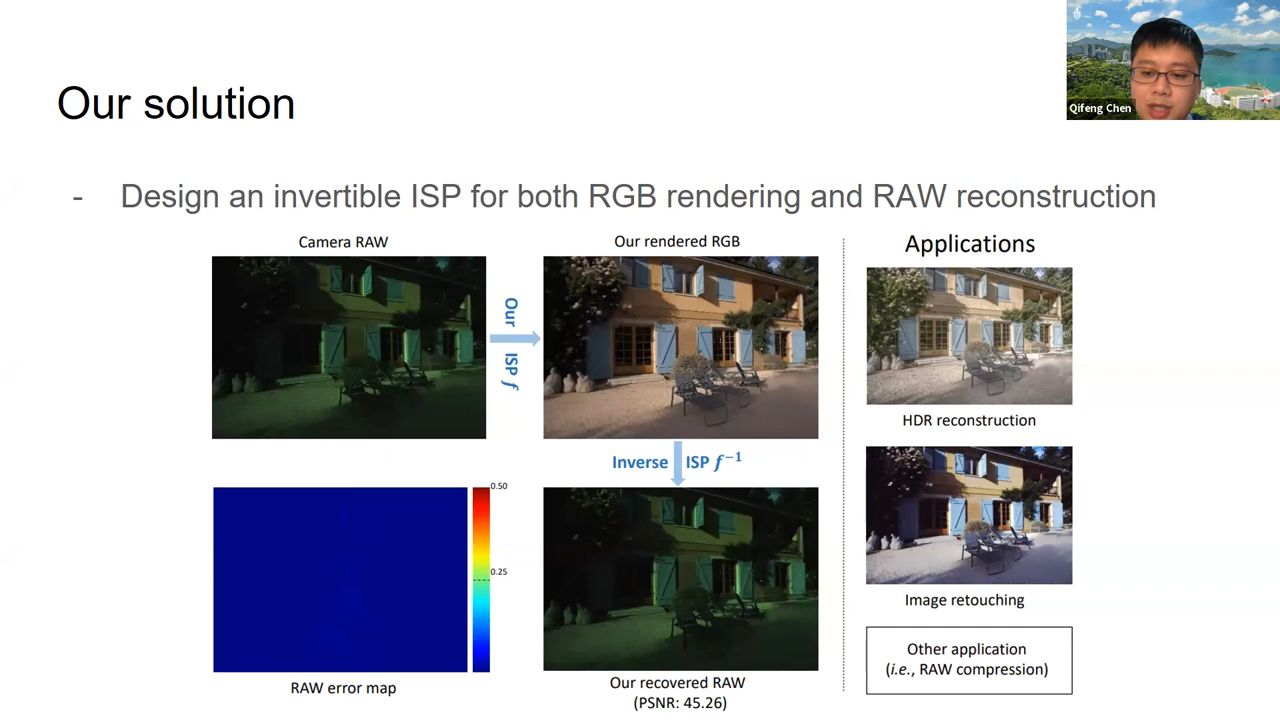 Qifeng Chen
Our solution
- Design an invertible ISP for both RGB rendering and RAW reconstruction
Camera RAW
Our ISP f
Our rendered RGB
Inverse ISP f⁻¹
RAW error map
0.50
0.25
Our recovered RAW
(PSNR: 45.26)
Applications
HDR reconstruction
Image retouching
Other application
(i.e., RAW compression)